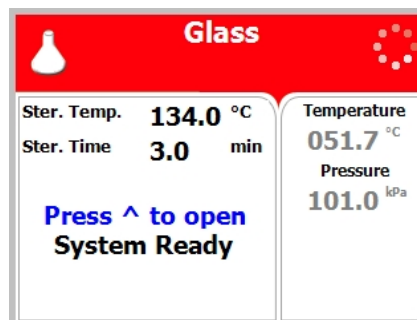 Glass
Ster. Temp. 134.0 °C
Ster. Time 3.0 min
Press ^ to open
System Ready
Temperature
051.7 °C
Pressure
101.0 kPa